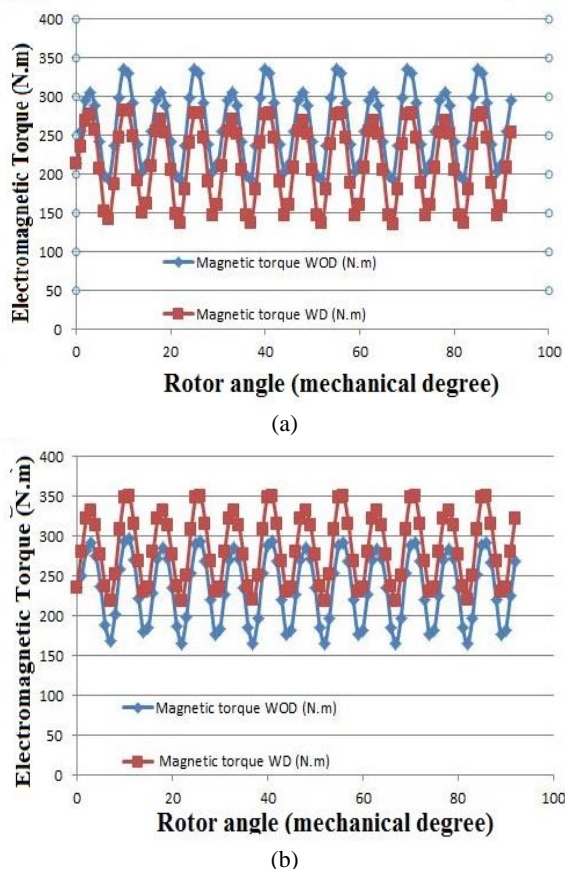 400
350
300
250
200
150
100
50
0
Electromagnetic Torque (N.m)
Magnetic torque WOD (N.m)
Magnetic torque WD (N.m)
0 20 40 60 80 100
Rotor angle (mechanical degree)
(a)
400
350
300
250
200
150
100
50
0
Electromagnetic Torque (N.m)
Magnetic torque WOD (N.m)
Magnetic torque WD (N.m)
0 20 40 60 80 100
Rotor angle (mechanical degree)
(b)